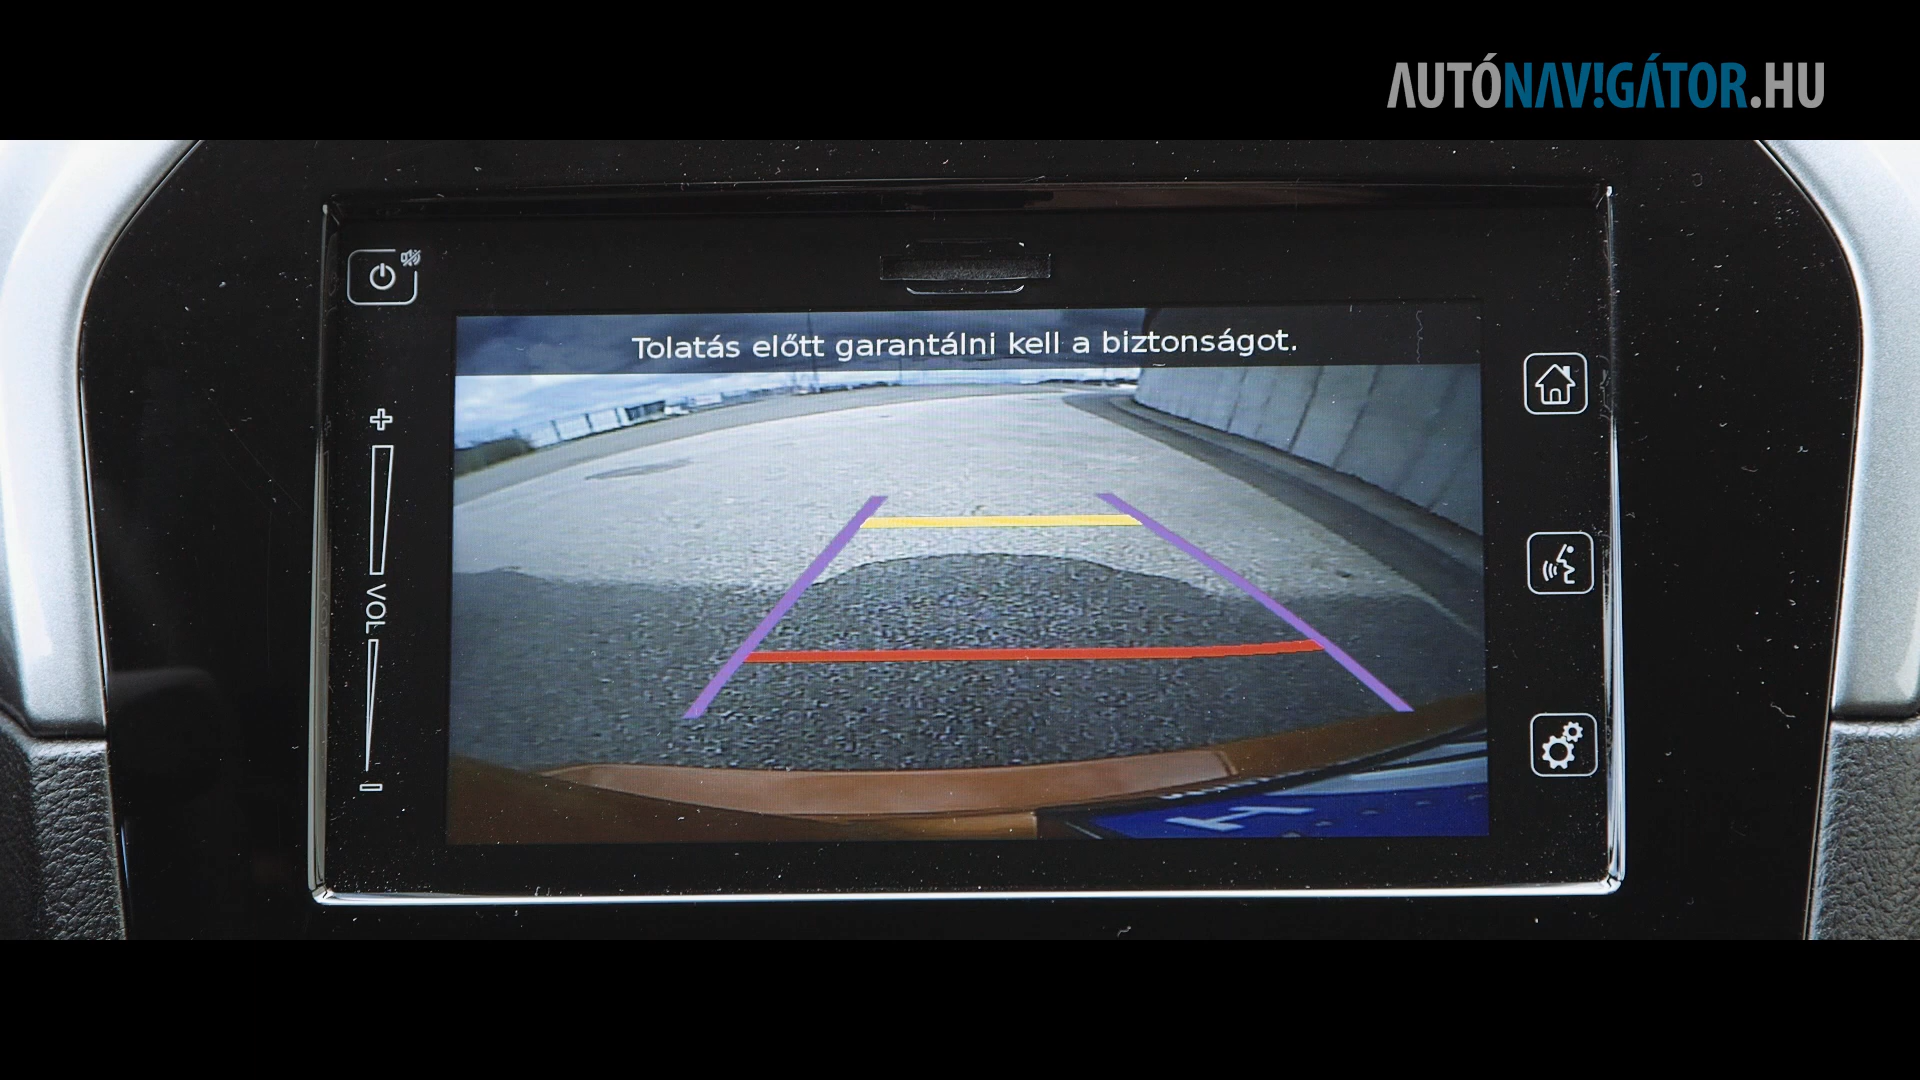 AUTÓNAV!GÁTOR.HU
Tolatás előtt garantálni kell a biztonságot.
VOL
H